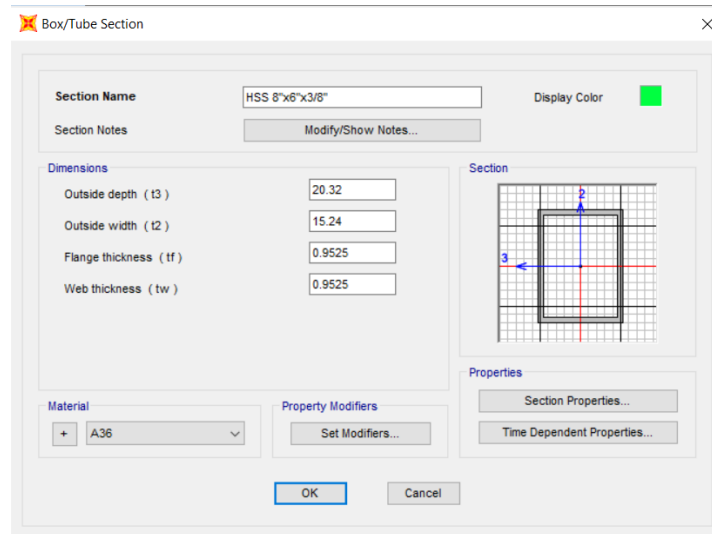 Box/Tube Section
Section Name HSS 8"x6"x3/8" Display Color
Section Notes Modify/Show Notes...
Dimensions
Outside depth ( t3 ) 20.32
Outside width ( t2 ) 15.24
Flange thickness ( tf ) 0.9525
Web thickness ( tw ) 0.9525
Section
2
3
Material
+ A36
Property Modifiers
Set Modifiers...
Properties
Section Properties...
Time Dependent Properties...
OK Cancel